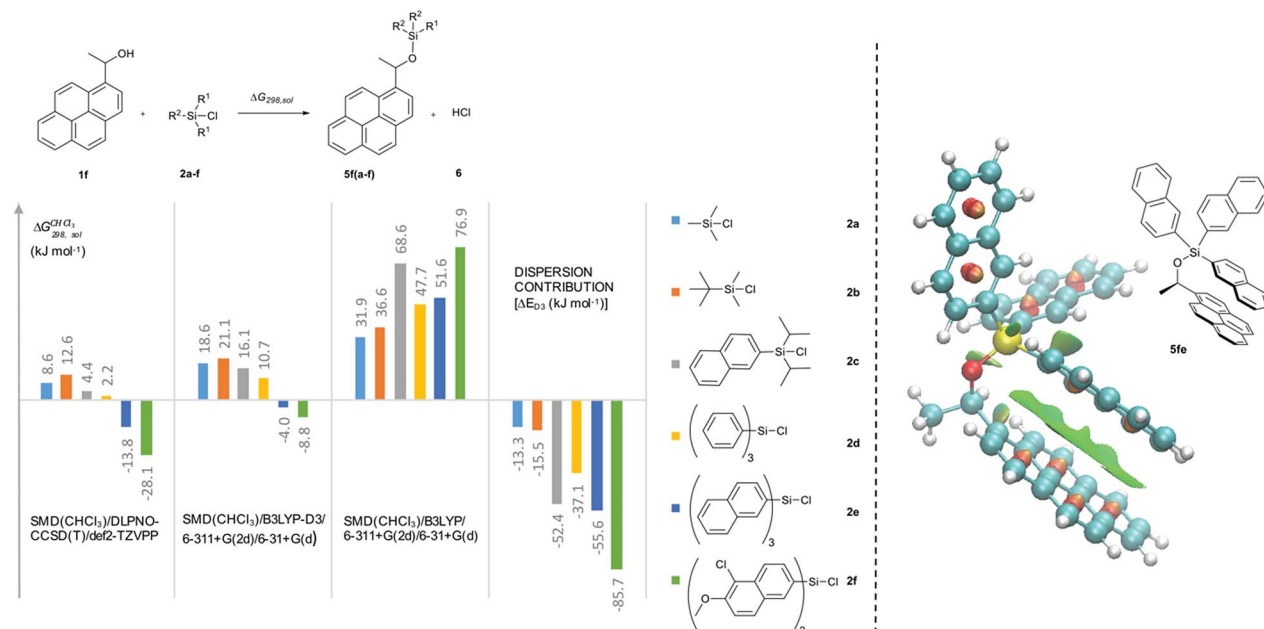 OH
1f
+
R¹
R²-Si-Cl
R¹
2a-f
ΔG298,sol
R²
R² R¹
Si
O
5f(a-f)
+
HCl
6
ΔG CHCl₃ 298, sol
(kJ mol⁻¹)
8.6
12.6
4.4
2.2
-13.8
-28.1
SMD(CHCl₃)/DLPNO-
CCSD(T)/def2-TZVPP
18.6
21.1
16.1
10.7
-4.0
-8.8
SMD(CHCl₃)/B3LYP-D3/
6-311+G(2d)/6-31+G(d)
31.9
36.6
68.6
47.7
51.6
76.9
SMD(CHCl₃)/B3LYP/
6-311+G(2d)/6-31+G(d)
DISPERSION
CONTRIBUTION
[ΔE_D3 (kJ mol⁻¹)]
-13.3
-15.5
-52.4
-37.1
-55.6
-85.7
Si-Cl
2a
Si-Cl
2b
Si-Cl
2c
Si-Cl
3
2d
Si-Cl
3
2e
Cl
Si-Cl
O
2f
Si
O
5fe